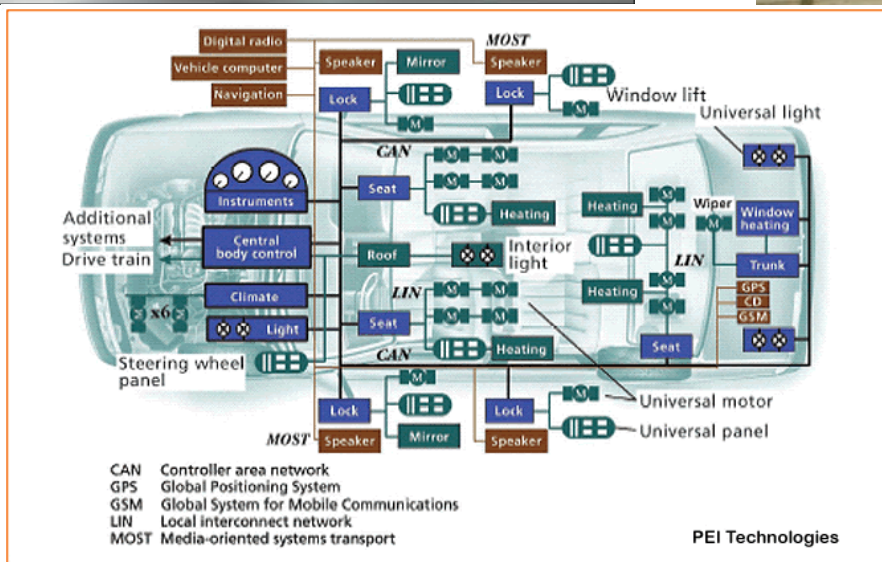 Digital radio
Vehicle computer
Navigation
MOST
Speaker
Mirror
Speaker
Lock
M
Lock
M
Window lift
Universal light
CAN
Instruments
Seat
M M
M M
Heating
Heating
M
M
Wiper
M
Window
heating
Additional
systems
Drive train
Central
body control
Roof
Interior
light
LIN
Trunk
Climate
LIN
M M
M M
Heating
M
M
GPS
CD
GSM
x6
Light
Seat
CAN
Heating
Seat
Steering wheel
panel
Lock
M
Lock
M
Universal motor
MOST
Speaker
Mirror
Speaker
Universal panel
CAN Controller area network
GPS Global Positioning System
GSM Global System for Mobile Communications
LIN Local interconnect network
MOST Media-oriented systems transport
PEI Technologies